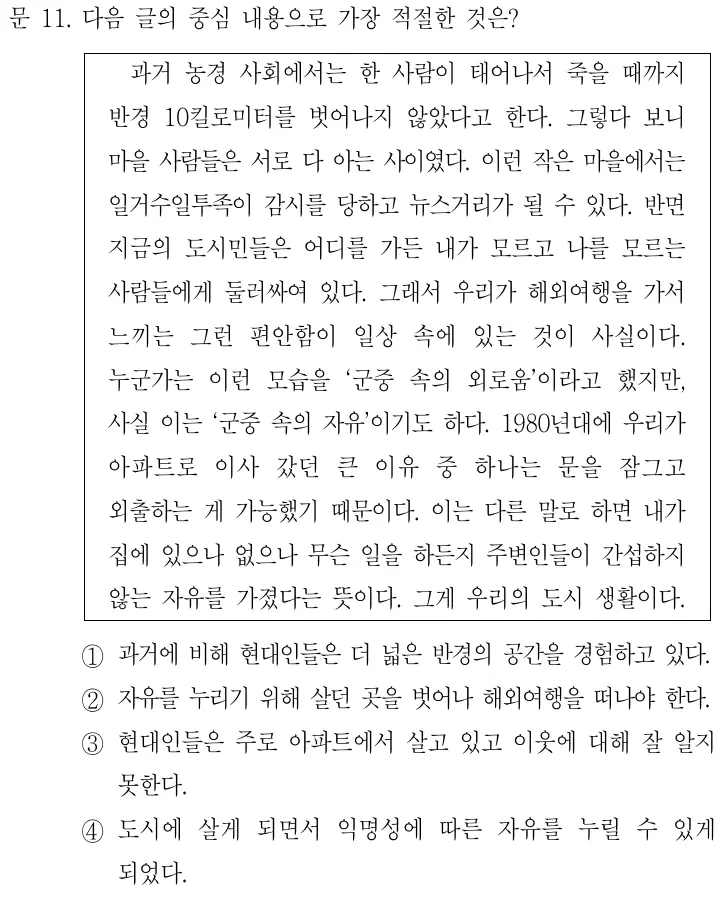 문 11. 다음 글의 중심 내용으로 가장 적절한 것은?
과거 농경 사회에서는 한 사람이 태어나서 죽을 때까지
반경 10킬로미터를 벗어나지 않았다고 한다. 그렇다 보니
마을 사람들은 서로 다 아는 사이였다. 이런 작은 마을에서는
일거수일투족이 감시를 당하고 뉴스거리가 될 수 있다. 반면
지금의 도시민들은 어디를 가든 내가 모르고 나를 모르는
사람들에게 둘러싸여 있다. 그래서 우리가 해외여행을 가서
느끼는 그런 편안함이 일상 속에 있는 것이 사실이다.
누군가는 이런 모습을 ‘군중 속의 외로움’이라고 했지만,
사실 이는 ‘군중 속의 자유’이기도 하다. 1980년대에 우리가
아파트로 이사 갔던 큰 이유 중 하나는 문을 잠그고
외출하는 게 가능했기 때문이다. 이는 다른 말로 하면 내가
집에 있으나 없으나 무슨 일을 하든지 주변인들이 간섭하지
않는 자유를 가졌다는 뜻이다. 그게 우리의 도시 생활이다.
① 과거에 비해 현대인들은 더 넓은 반경의 공간을 경험하고 있다.
② 자유를 누리기 위해 살던 곳을 벗어나 해외여행을 떠나야 한다.
③ 현대인들은 주로 아파트에서 살고 있고 이웃에 대해 잘 알지
못한다.
④ 도시에 살게 되면서 익명성에 따른 자유를 누릴 수 있게
되었다.